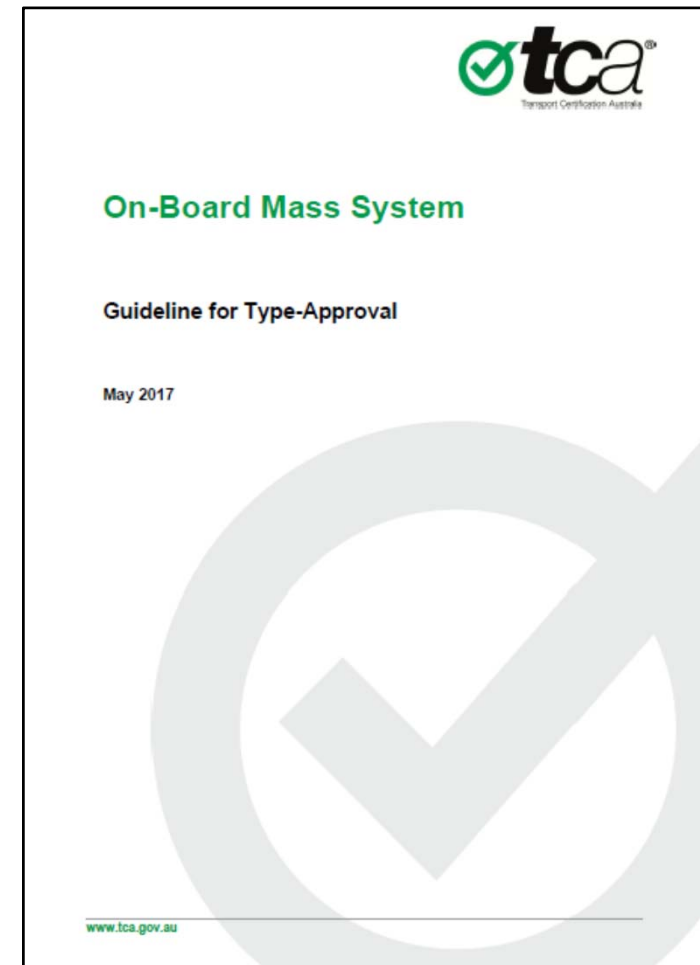 tca®
Transport Certification Australia
On-Board Mass System
Guideline for Type-Approval
May 2017
www.tca.gov.au